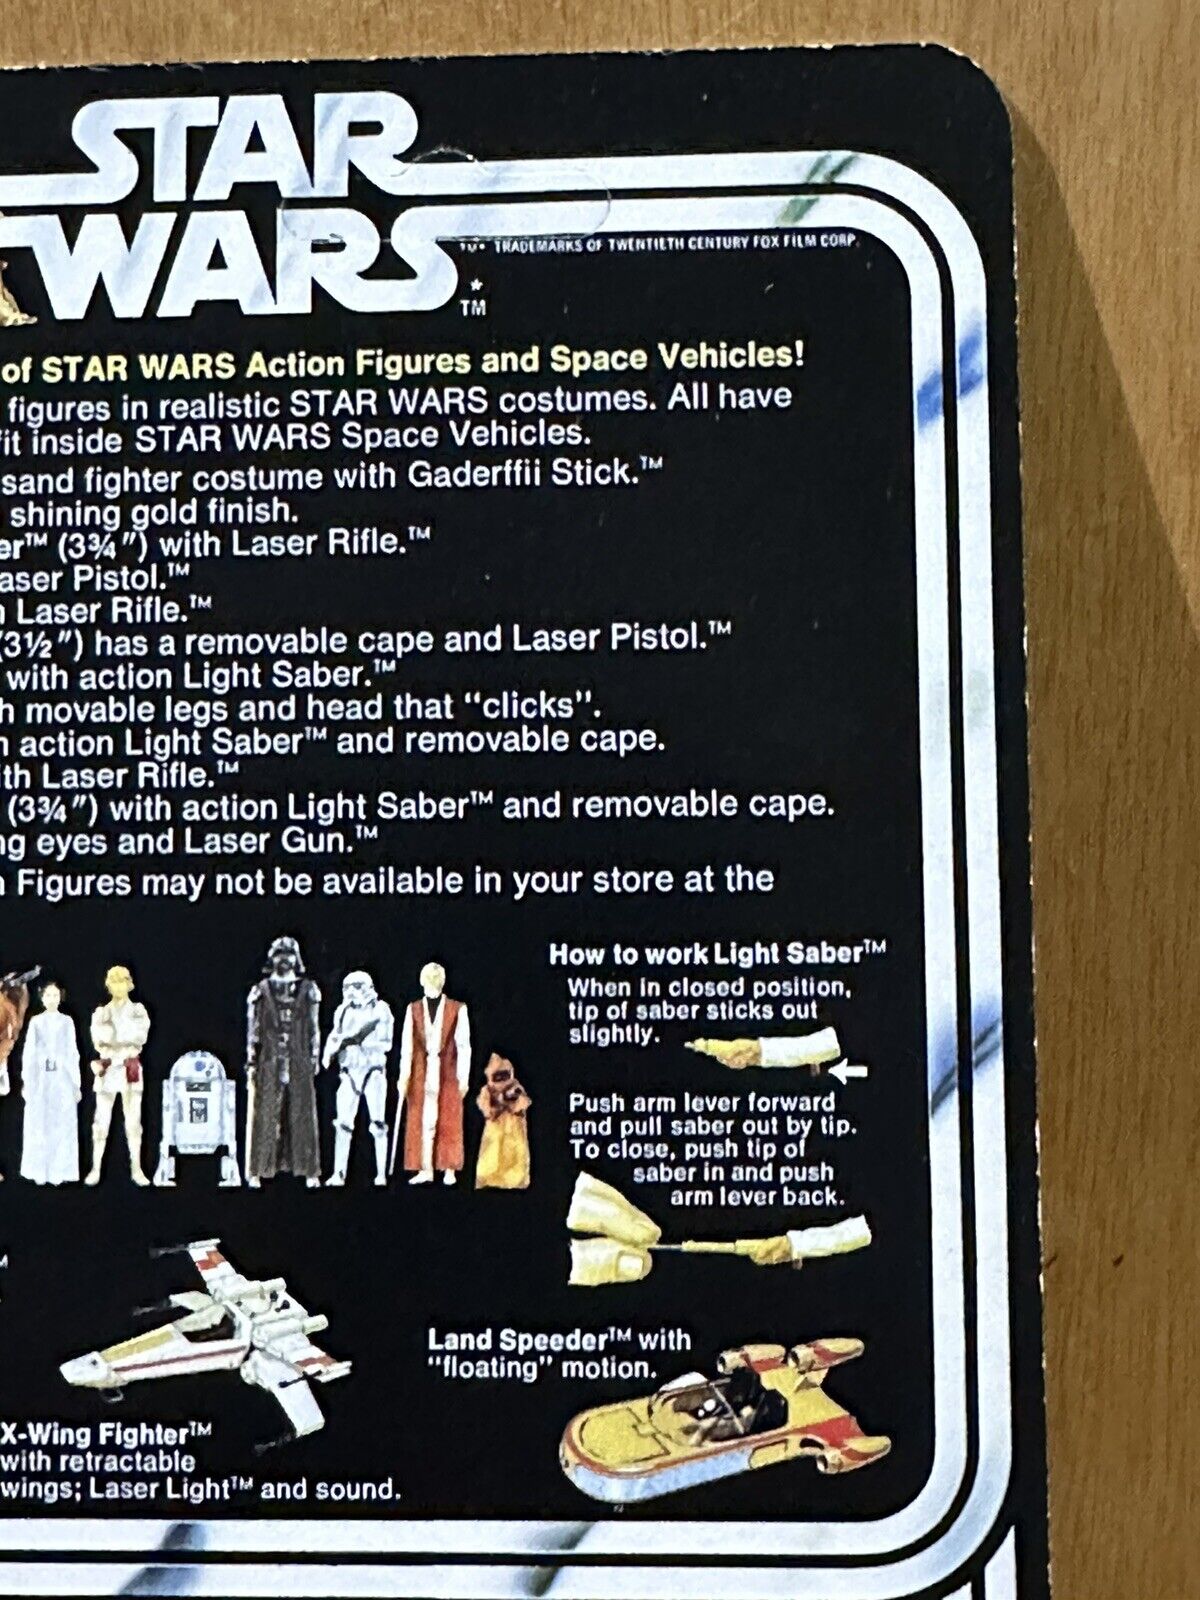 STAR
WARS
TM* TRADEMARKS OF TWENTIETH CENTURY FOX FILM CORP.
*
TM
of STAR WARS Action Figures and Space Vehicles!
figures in realistic STAR WARS costumes. All have
fit inside STAR WARS Space Vehicles.
sand fighter costume with Gaderffii Stick.™
shining gold finish.
er™ (3¾") with Laser Rifle.™
aser Pistol.™
Laser Rifle.™
(3½") has a removable cape and Laser Pistol.™
with action Light Saber.™
h movable legs and head that "clicks".
n action Light Saber™ and removable cape.
ith Laser Rifle.™
(3¾") with action Light Saber™ and removable cape.
ng eyes and Laser Gun.™
n Figures may not be available in your store at the
How to work Light Saber™
When in closed position,
tip of saber sticks out
slightly.
Push arm lever forward
and pull saber out by tip.
To close, push tip of
saber in and push
arm lever back.
Land Speeder™ with
"floating" motion.
X-Wing Fighter™
with retractable
wings; Laser Light™ and sound.